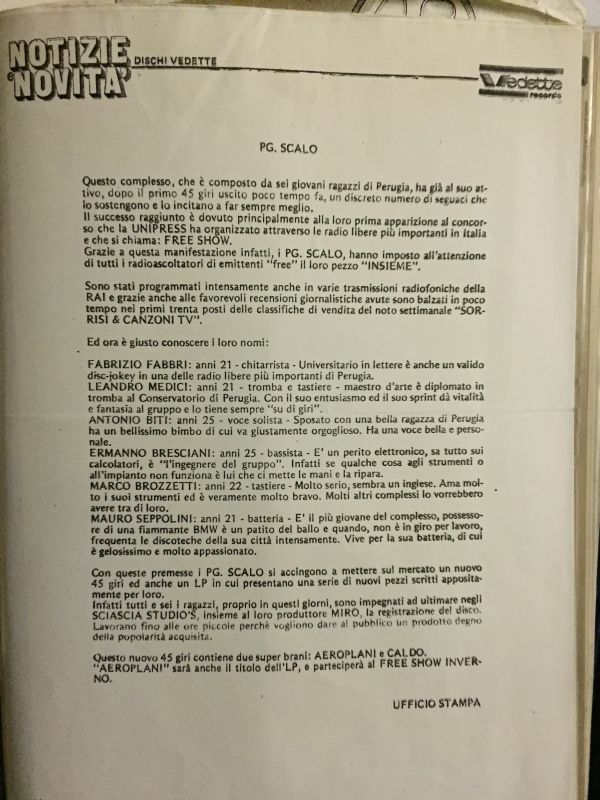 NOTIZIE
e NOVITA'
DISCHI VEDETTE
Vedette
records
PG. SCALO
Questo complesso, che è composto da sei giovani ragazzi di Perugia, ha già al suo at-
tivo, dopo il primo 45 giri uscito poco tempo fa, un discreto numero di seguaci che
lo sostengono e lo incitano a far sempre meglio.
Il successo raggiunto è dovuto principalmente alla loro prima apparizione al concor-
so che la UNIPRESS ha organizzato attraverso le radio libere più importanti in Italia
e che si chiama: FREE SHOW.
Grazie a questa manifestazione infatti, i PG. SCALO, hanno imposto all'attenzione
di tutti i radioascoltatori di emittenti "free" il loro pezzo "INSIEME".
Sono stati programati intensamente anche in varie trasmissioni radiofoniche della
RAI e grazie anche alle favorevoli recensioni giornalistiche avute sono balzati in poco
tempo nei primi trenta posti delle classifiche di vendita del noto settimanale "SOR-
RISI & CANZONI TV".
Ed ora è giusto conoscere i loro nomi:
FABRIZIO FABBRI: anni 21 - chitarrista - Universitario in lettere è anche un valido
disc-jokey in una delle radio libere più importanti di Perugia.
LEANDRO MEDICI: anni 21 - tromba e tastiere - maestro d'arte è diplomato in
tromba al Conservatorio di Perugia. Con il suo entusiasmo ed il suo sprint dà vitalità
e fantasia al gruppo e lo tiene sempre "su di giri".
ANTONIO BITI: anni 25 - voce solista - Sposato con una bella ragazza di Perugia
ha un bellissimo bimbo di cui va giustamente orgoglioso. Ha una voce bella e perso-
nale.
ERMANNO BRESCIANI: anni 25 - bassista - E' un perito elettronico, sa tutto sui
calcolatori, è "l'ingegnere del gruppo". Infatti se qualche cosa agli strumenti o
all'impianto non funziona è lui che ci mette le mani e la ripara.
MARCO BROZZETTI: anni 22 - tastiere - Molto serio, sembra un inglese. Ama mol-
to i suoi strumenti ed è veramente molto bravo. Molti altri complessi lo vorrebbero
avere tra di loro.
MAURO SEPPOLINI: anni 21 - batteria - E' il più giovane del complesso, possesso-
re di una fiammante BMW è un patito del ballo e quando, non è in giro per lavoro,
frequenta le discoteche della sua città intensamente. Vive per la sua batteria, di cui
è gelosissimo e molto appassionato.
Con queste premesse i PG. SCALO si accingono a mettere sul mercato un nuovo
45 giri ed anche un LP in cui presentano una serie di nuovi pezzi scritti apposita-
mente per loro.
Infatti tutti e sei i ragazzi, proprio in questi giorni, sono impegnati ad ultimare negli
SCIASCIA STUDIO'S, insieme al loro produttore MIRO, la registrazione del disco.
Lavorano fino alle ore piccole perchè vogliono dare al pubblico un prodotto degno
della popolarità acquisita.
Questo nuovo 45 giri contiene due super brani: AEROPLANI e CALDO.
"AEROPLANI" sarà anche il titolo dell'LP, e parteciperà al FREE SHOW INVER-
NO.
UFFICIO STAMPA